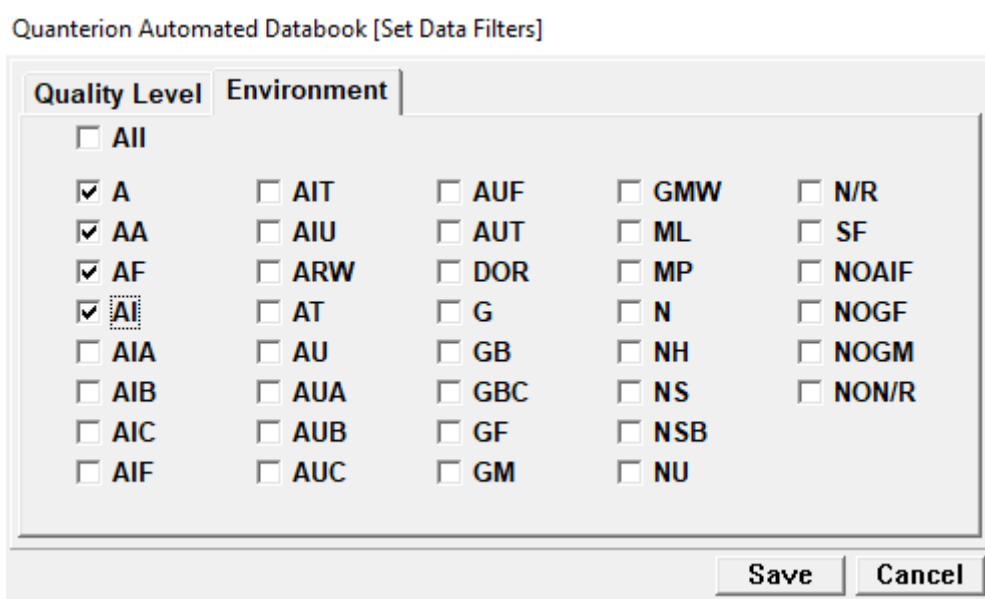 Quanterion Automated Databook [Set Data Filters]
Quality Level Environment
All
A AIT AUF GMW N/R
AA AIU AUT ML SF
AF ARW DOR MP NOAIF
AI AT G N NOGF
AIA AU GB NH NOGM
AIB AUA GBC NS NON/R
AIC AUB GF NSB
AIF AUC GM NU
Save Cancel